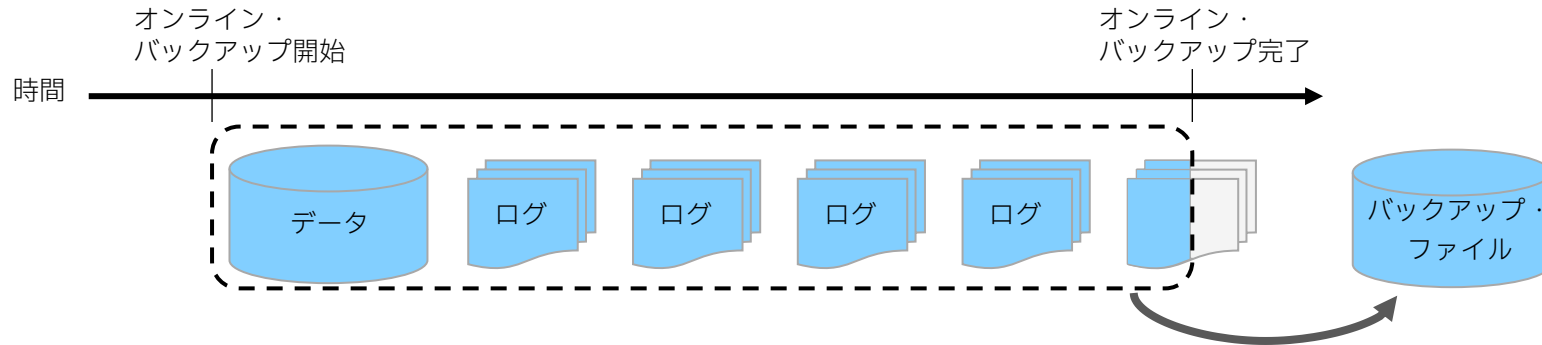 オンライン・
バックアップ開始
オンライン・
バックアップ完了
時間
データ
ログ
ログ
ログ
ログ
バックアップ・
ファイル